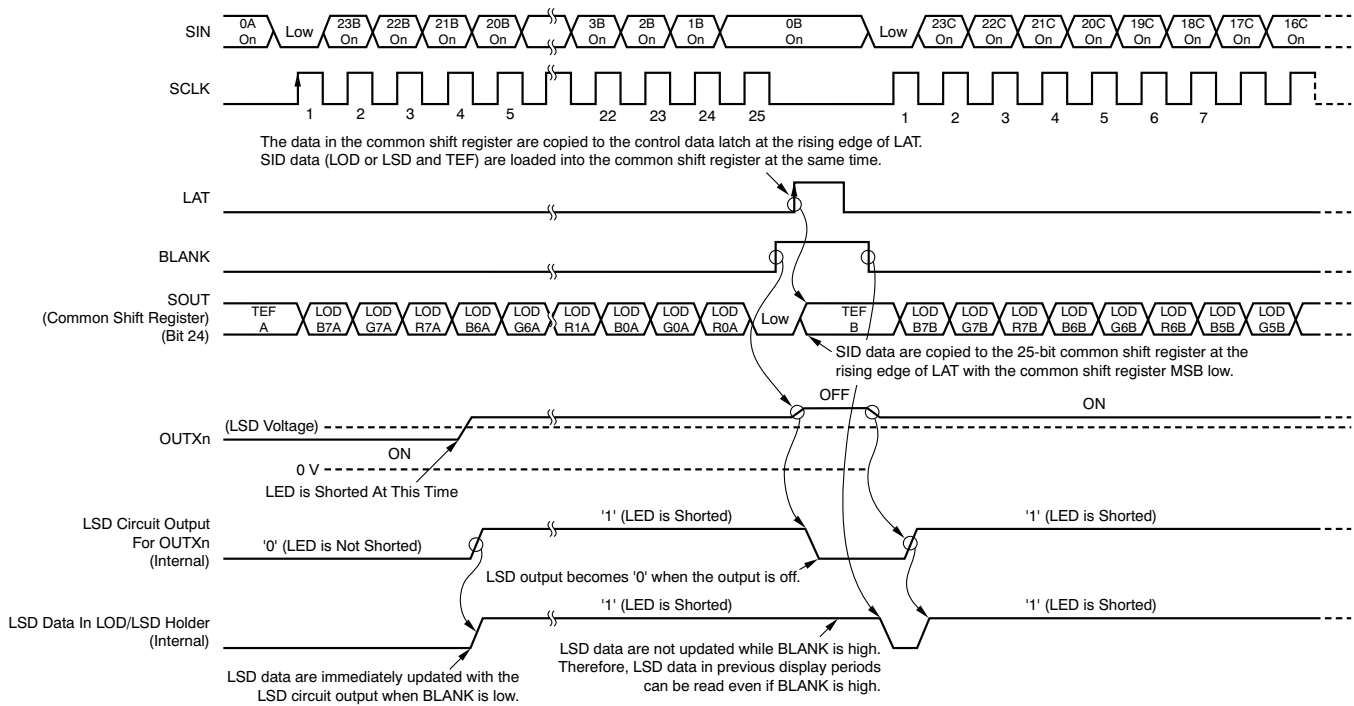 SIN
0A On
Low
23B On
22B On
21B On
20B On
3B On
2B On
1B On
0B On
Low
23C On
22C On
21C On
20C On
19C On
18C On
17C On
16C On
SCLK
1 2 3 4 5 22 23 24 25 1 2 3 4 5 6 7
The data in the common shift register are copied to the control data latch at the rising edge of LAT.
SID data (LOD or LSD and TEF) are loaded into the common shift register at the same time.
LAT
BLANK
SOUT
(Common Shift Register)
(Bit 24)
TEF A
LOD B7A
LOD G7A
LOD R7A
LOD B6A
LOD G6A
LOD R1A
LOD B0A
LOD G0A
LOD R0A
Low
TEF B
LOD B7B
LOD G7B
LOD R7B
LOD B6B
LOD G6B
LOD R6B
LOD B5B
LOD G5B
SID data are copied to the 25-bit common shift register at the
rising edge of LAT with the common shift register MSB low.
OUTXn
(LSD Voltage)
ON
OFF
ON
0 V
LED is Shorted At This Time
LSD Circuit Output
For OUTXn
(Internal)
'0' (LED is Not Shorted)
'1' (LED is Shorted)
'1' (LED is Shorted)
LSD output becomes '0' when the output is off.
LSD Data In LOD/LSD Holder
(Internal)
'1' (LED is Shorted)
'1' (LED is Shorted)
LSD data are immediately updated with the
LSD circuit output when BLANK is low.
LSD data are not updated while BLANK is high.
Therefore, LSD data in previous display periods
can be read even if BLANK is high.